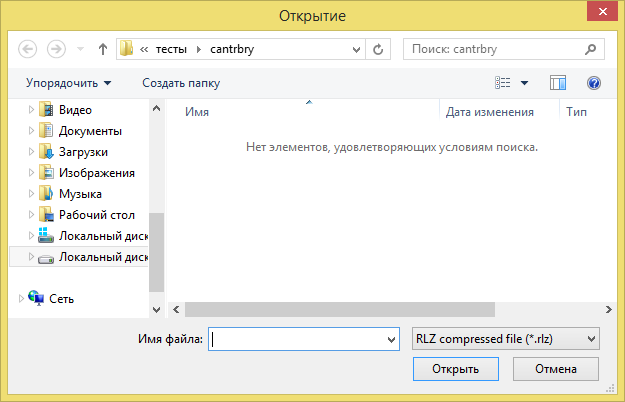 Открытие
« тесты cantrbry
Поиск: cantrbry
Упорядочить Создать папку
Имя Дата изменения Тип
Нет элементов, удовлетворяющих условиям поиска.
Видео
Документы
Загрузки
Изображения
Музыка
Рабочий стол
Локальный диск
Локальный диск
Сеть
Имя файла: RLZ compressed file (*.rlz)
Открыть Отмена